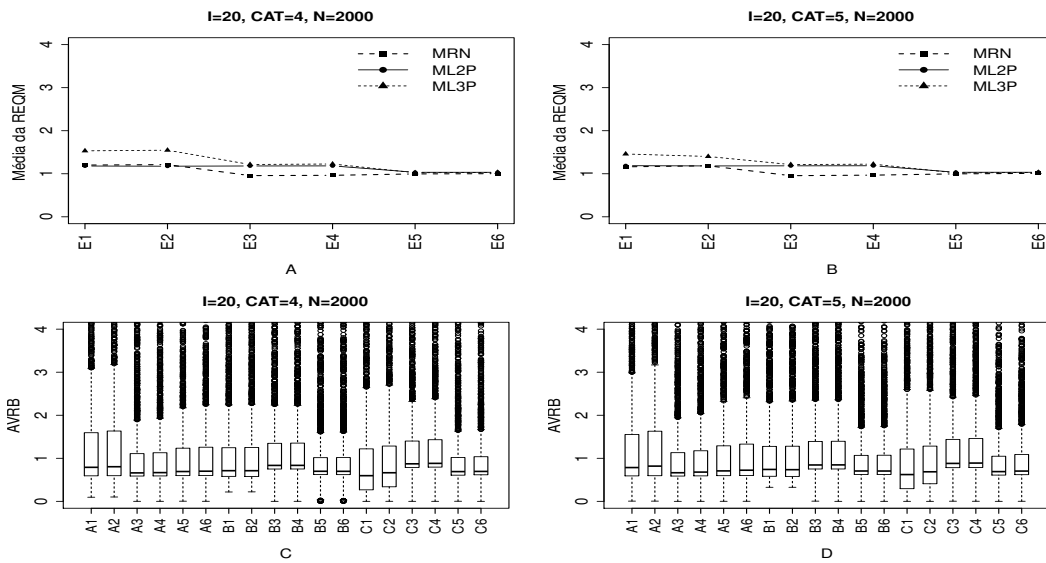 I=20, CAT=4, N=2000
Média da REQM
4
3
2
1
0
MRN
ML2P
ML3P
E1 E2 E3 E4 E5 E6
A
I=20, CAT=5, N=2000
Média da REQM
4
3
2
1
0
MRN
ML2P
ML3P
E1 E2 E3 E4 E5 E6
B
I=20, CAT=4, N=2000
AVRB
4
3
2
1
0
A1 A2 A3 A4 A5 A6 B1 B2 B3 B4 B5 B6 C1 C2 C3 C4 C5 C6
C
I=20, CAT=5, N=2000
AVRB
4
3
2
1
0
A1 A2 A3 A4 A5 A6 B1 B2 B3 B4 B5 B6 C1 C2 C3 C4 C5 C6
D